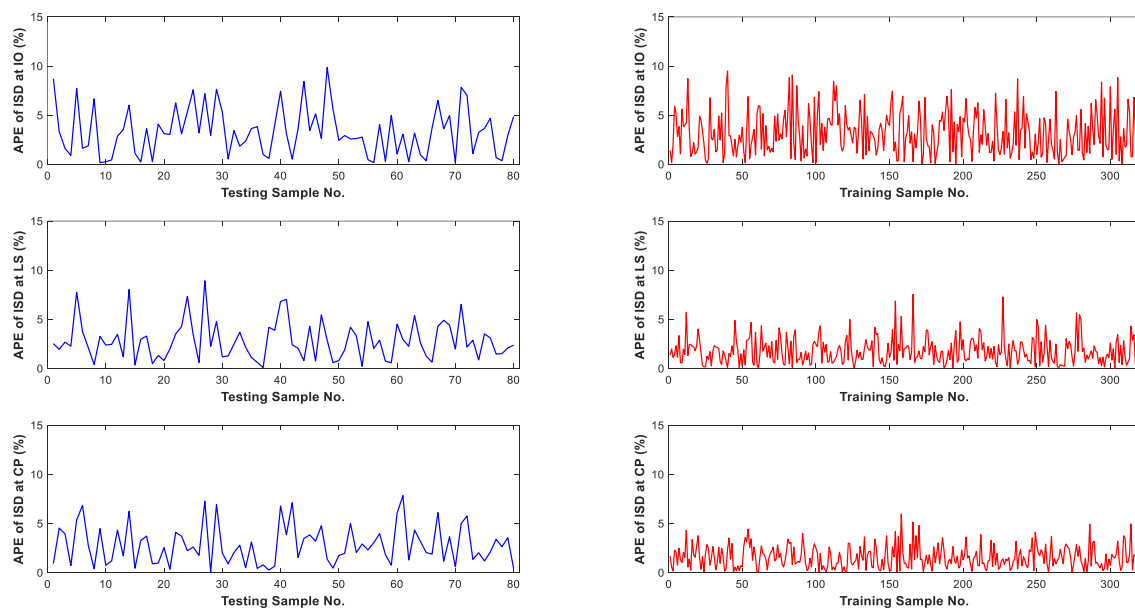 APE of ISD at IO (%)
15
10
5
0
0 10 20 30 40 50 60 70 80
Testing Sample No.
APE of ISD at IO (%)
15
10
5
0
0 50 100 150 200 250 300
Training Sample No.
APE of ISD at LS (%)
15
10
5
0
0 10 20 30 40 50 60 70 80
Testing Sample No.
APE of ISD at LS (%)
15
10
5
0
0 50 100 150 200 250 300
Training Sample No.
APE of ISD at CP (%)
15
10
5
0
0 10 20 30 40 50 60 70 80
Testing Sample No.
APE of ISD at CP (%)
15
10
5
0
0 50 100 150 200 250 300
Training Sample No.